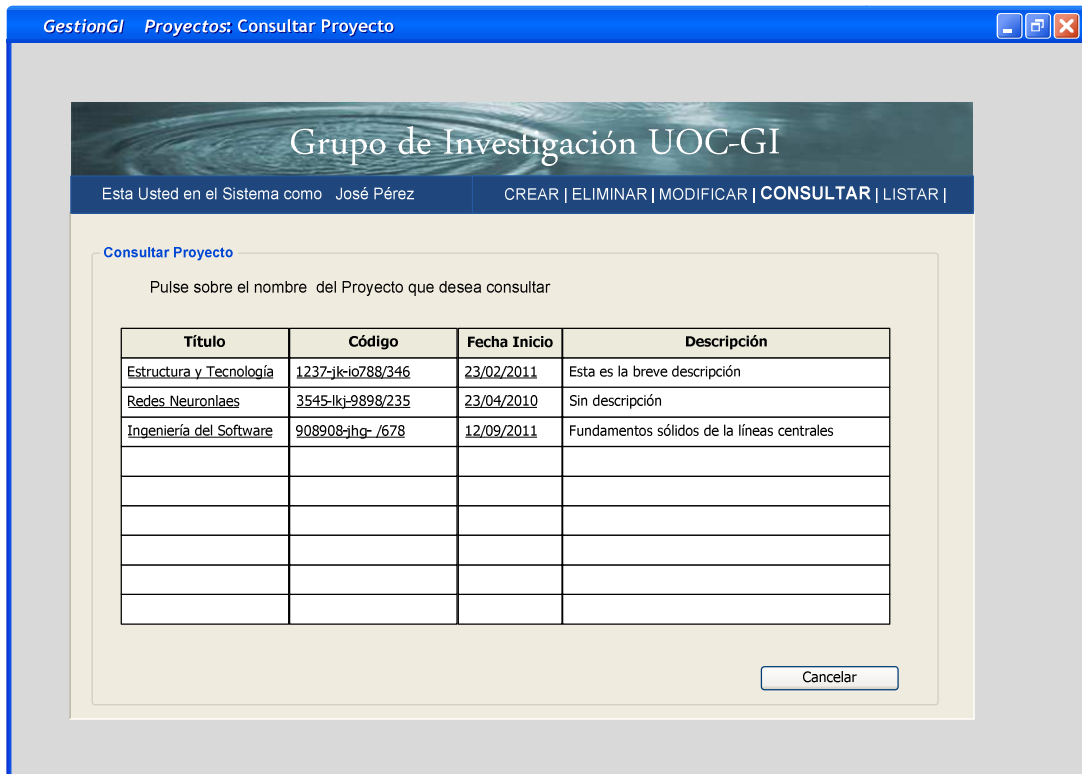 GestionGI Proyectos: Consultar Proyecto
Grupo de Investigación UOC-GI
Esta Usted en el Sistema como José Pérez CREAR | ELIMINAR | MODIFICAR | CONSULTAR | LISTAR |
Consultar Proyecto
Pulse sobre el nombre del Proyecto que desea consultar
Título Código Fecha Inicio Descripción
Estructura y Tecnología 1237-jk-io788/346 23/02/2011 Esta es la breve descripción
Redes Neuronlaes 3545-lkj-9898/235 23/04/2010 Sin descripción
Ingeniería del Software 908908-jhg- /678 12/09/2011 Fundamentos sólidos de la líneas centrales
Cancelar